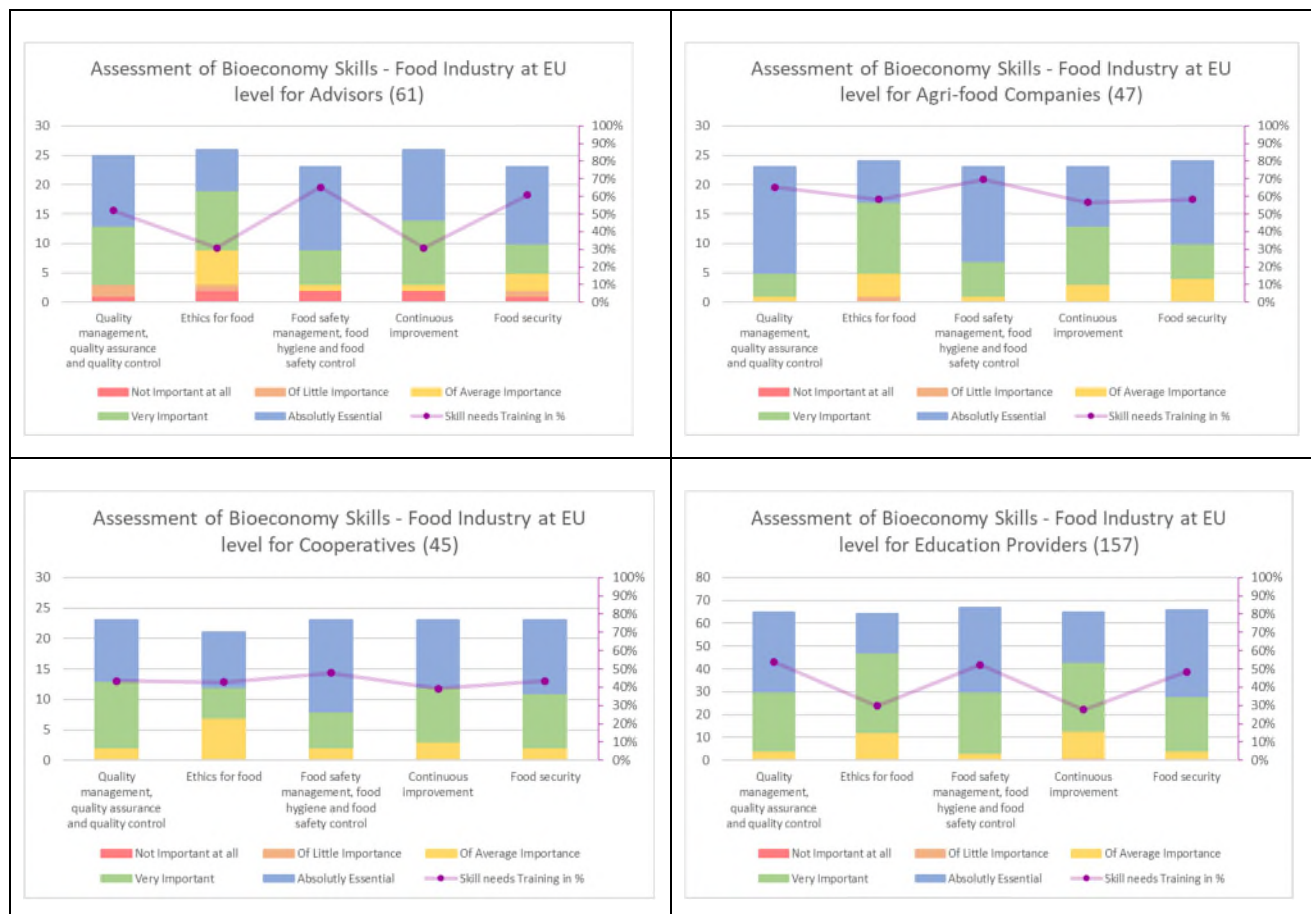 Assessment of Bioeconomy Skills - Food Industry at EU
level for Advisors (61)
30
25
20
15
10
5
0
100%
90%
80%
70%
60%
50%
40%
30%
20%
10%
0%
Quality
management,
quality assurance
and quality control
Ethics for food
Food safety
management, food
hygiene and food
safety control
Continuous
improvement
Food security
Not Important at all
Of Little Importance
Of Average Importance
Very Important
Absolutly Essential
Skill needs Training in %
Assessment of Bioeconomy Skills - Food Industry at EU
level for Agri-food Companies (47)
30
25
20
15
10
5
0
100%
90%
80%
70%
60%
50%
40%
30%
20%
10%
0%
Quality
management,
quality assurance
and quality control
Ethics for food
Food safety
management, food
hygiene and food
safety control
Continuous
improvement
Food security
Not Important at all
Of Little Importance
Of Average Importance
Very Important
Absolutly Essential
Skill needs Training in %
Assessment of Bioeconomy Skills - Food Industry at EU
level for Cooperatives (45)
30
25
20
15
10
5
0
100%
90%
80%
70%
60%
50%
40%
30%
20%
10%
0%
Quality
management,
quality assurance
and quality control
Ethics for food
Food safety
management, food
hygiene and food
safety control
Continuous
improvement
Food security
Not Important at all
Of Little Importance
Of Average Importance
Very Important
Absolutly Essential
Skill needs Training in %
Assessment of Bioeconomy Skills - Food Industry at EU
level for Education Providers (157)
80
70
60
50
40
30
20
10
0
100%
90%
80%
70%
60%
50%
40%
30%
20%
10%
0%
Quality
management,
quality assurance
and quality control
Ethics for food
Food safety
management, food
hygiene and food
safety control
Continuous
improvement
Food security
Not Important at all
Of Little Importance
Of Average Importance
Very Important
Absolutly Essential
Skill needs Training in %